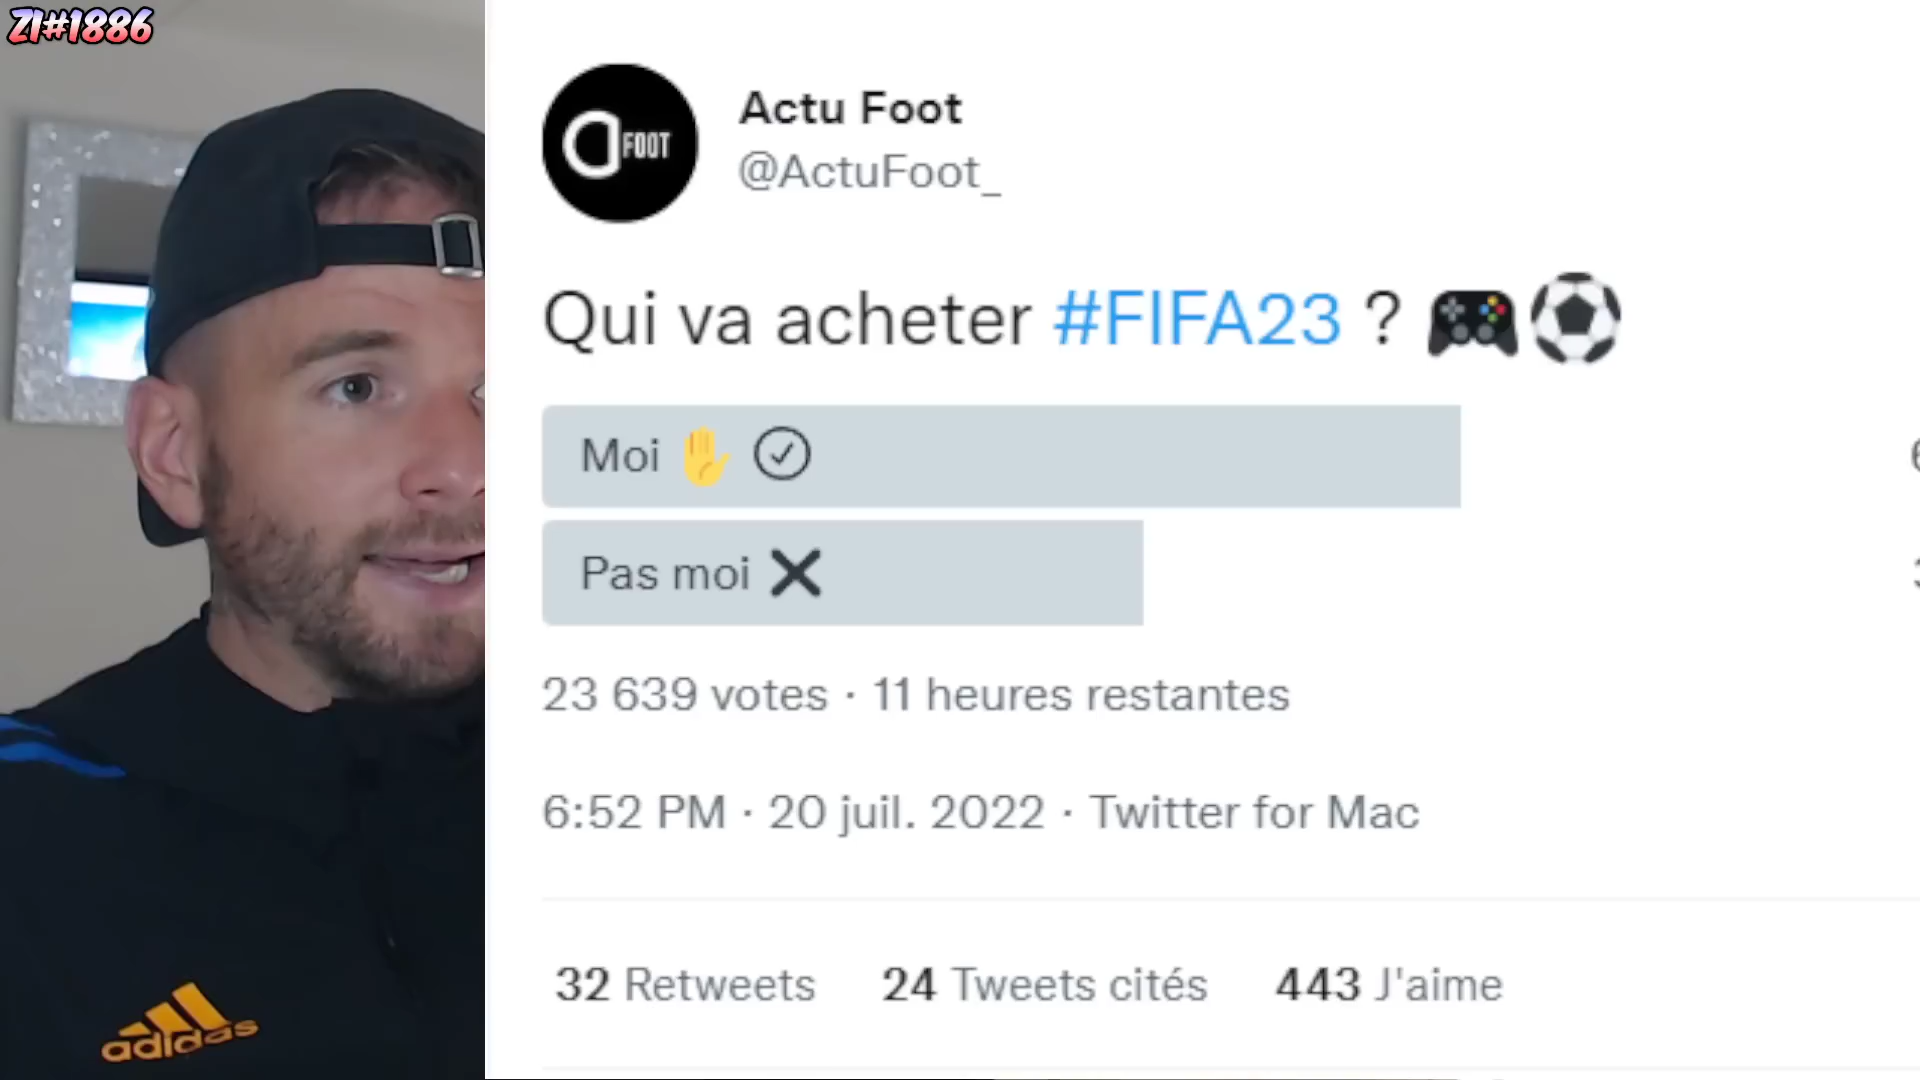 ZI#1886
FOOT
Actu Foot
@ActuFoot_
Qui va acheter #FIFA23 ? 🎮⚽
Moi ✋
Pas moi ❌
23 639 votes · 11 heures restantes
6:52 PM · 20 juil. 2022 · Twitter for Mac
32 Retweets 24 Tweets cités 443 J'aime
adidas